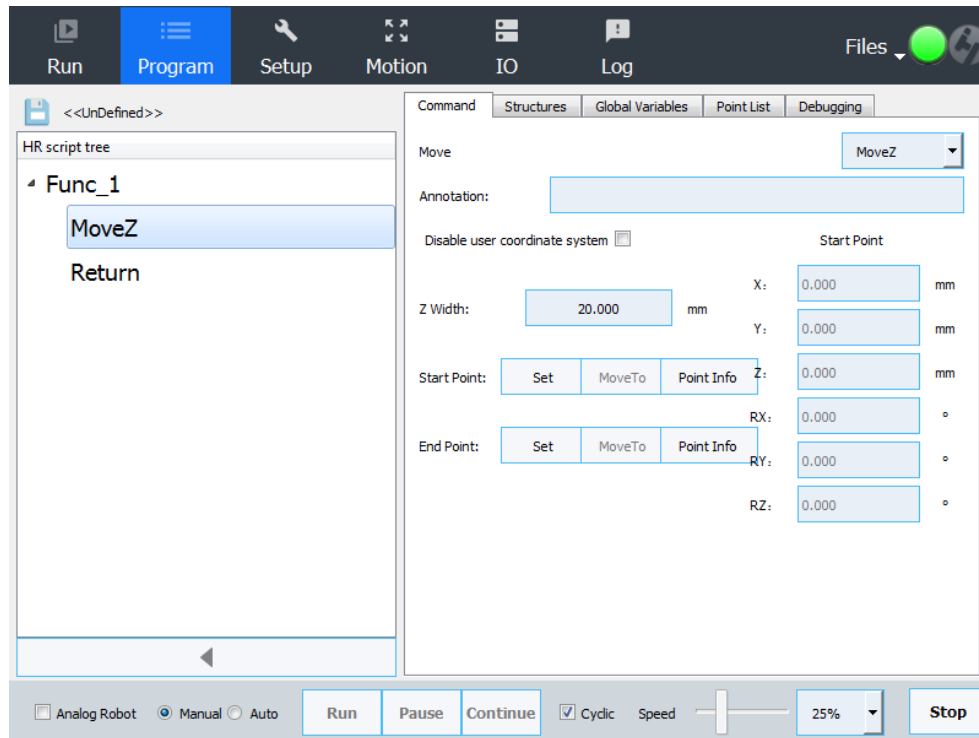 Run Program Setup Motion IO Log Files
<<UnDefined>>
HR script tree
Func_1
MoveZ
Return
Command Structures Global Variables Point List Debugging
Move MoveZ
Annotation:
Disable user coordinate system Start Point
X: 0.000 mm
Z Width: 20.000 mm
Y: 0.000 mm
Start Point: Set MoveTo Point Info
Z: 0.000 mm
RX: 0.000 °
End Point: Set MoveTo Point Info
RY: 0.000 °
RZ: 0.000 °
Analog Robot Manual Auto Run Pause Continue Cyclic Speed 25% Stop